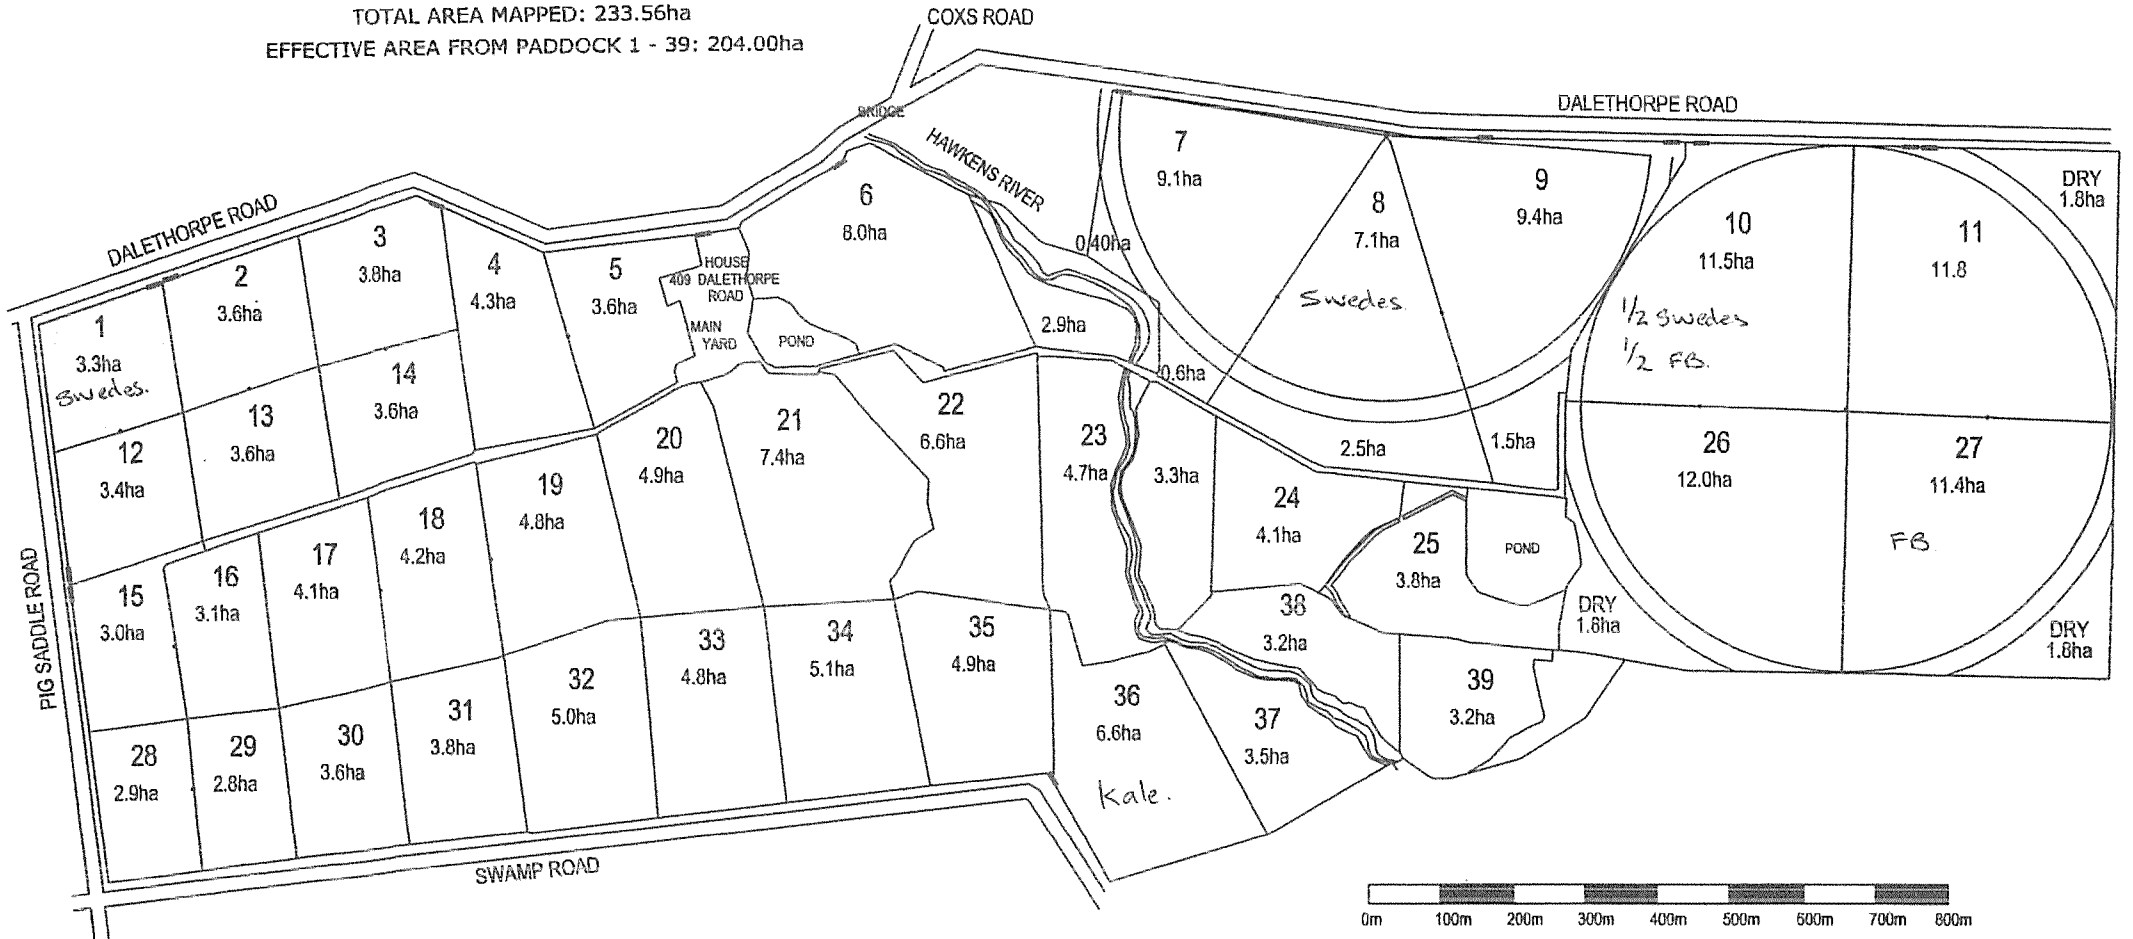 TOTAL AREA MAPPED: 233.56ha
EFFECTIVE AREA FROM PADDOCK 1 - 39: 204.00ha
COXS ROAD
BRIDGE
HAWKENS RIVER
DALETHORPE ROAD
DALETHORPE ROAD
PIG SADDLE ROAD
SWAMP ROAD
1
3.3ha
Swedes.
2
3.6ha
3
3.8ha
4
4.3ha
5
3.6ha
HOUSE
409 DALETHORPE
ROAD
MAIN
YARD
POND
6
8.0ha
2.9ha
0.40ha
0.6ha
7
9.1ha
8
7.1ha
Swedes.
9
9.4ha
10
11.5ha
1/2 Swedes
1/2 FB.
11
11.8
DRY
1.8ha
12
3.4ha
13
3.6ha
14
3.6ha
15
3.0ha
16
3.1ha
17
4.1ha
18
4.2ha
19
4.8ha
20
4.9ha
21
7.4ha
22
6.6ha
23
4.7ha
3.3ha
24
4.1ha
2.5ha
1.5ha
25
3.8ha
POND
DRY
1.8ha
26
12.0ha
27
11.4ha
FB
DRY
1.8ha
28
2.9ha
29
2.8ha
30
3.6ha
31
3.8ha
32
5.0ha
33
4.8ha
34
5.1ha
35
4.9ha
36
6.6ha
Kale.
37
3.5ha
38
3.2ha
39
3.2ha
0m 100m 200m 300m 400m 500m 600m 700m 800m